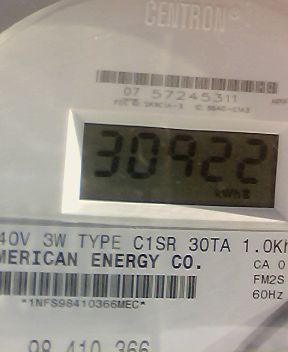 CENTRON®
07 57245311
30922
kWh
40V 3W TYPE C1SR 30TA 1.0Kh
MERICAN ENERGY CO.
CA 0
FM2S
60Hz
*1NFS98410366MEC*
98 410 366